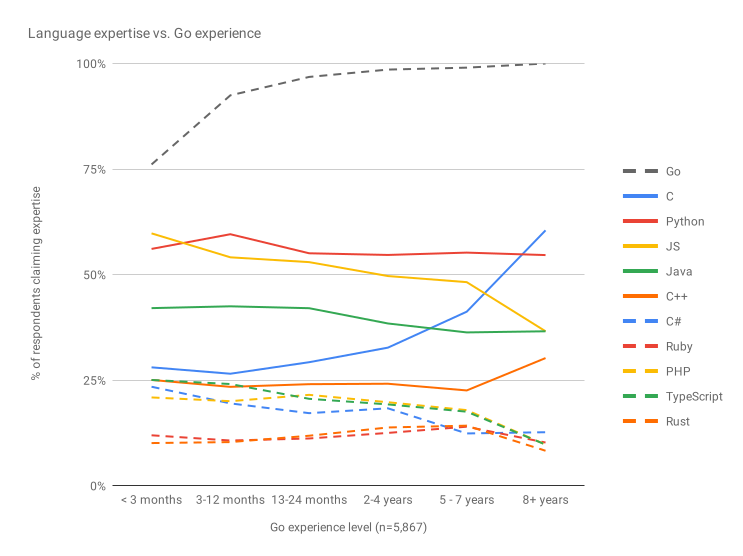 Language expertise vs. Go experience
% of respondents claiming expertise
100%
75%
50%
25%
0%
< 3 months 3-12 months 13-24 months 2-4 years 5 - 7 years 8+ years
Go experience level (n=5,867)
Go
C
Python
JS
Java
C++
C#
Ruby
PHP
TypeScript
Rust